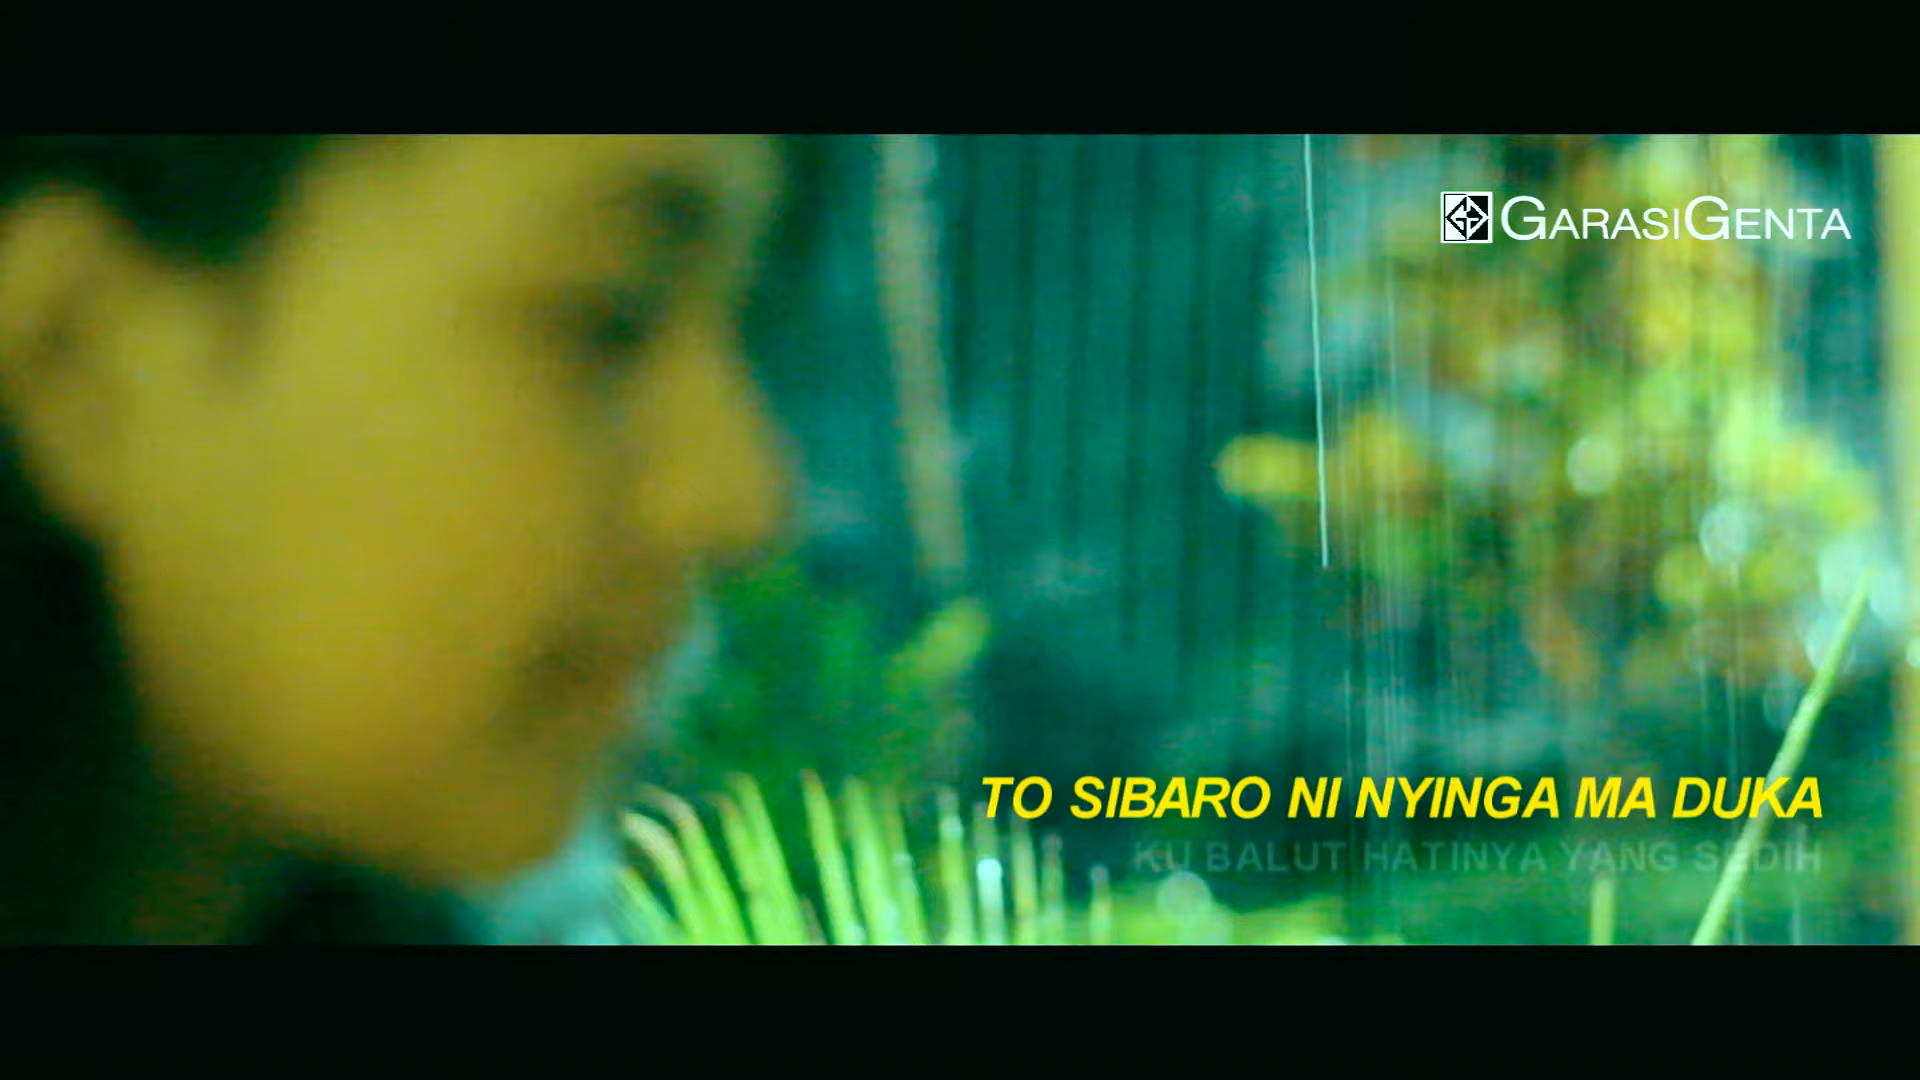 GARASIGENTA
TO SIBARO NI NYINGA MA DUKA
KU BALUT HATINYA YANG SEDIH